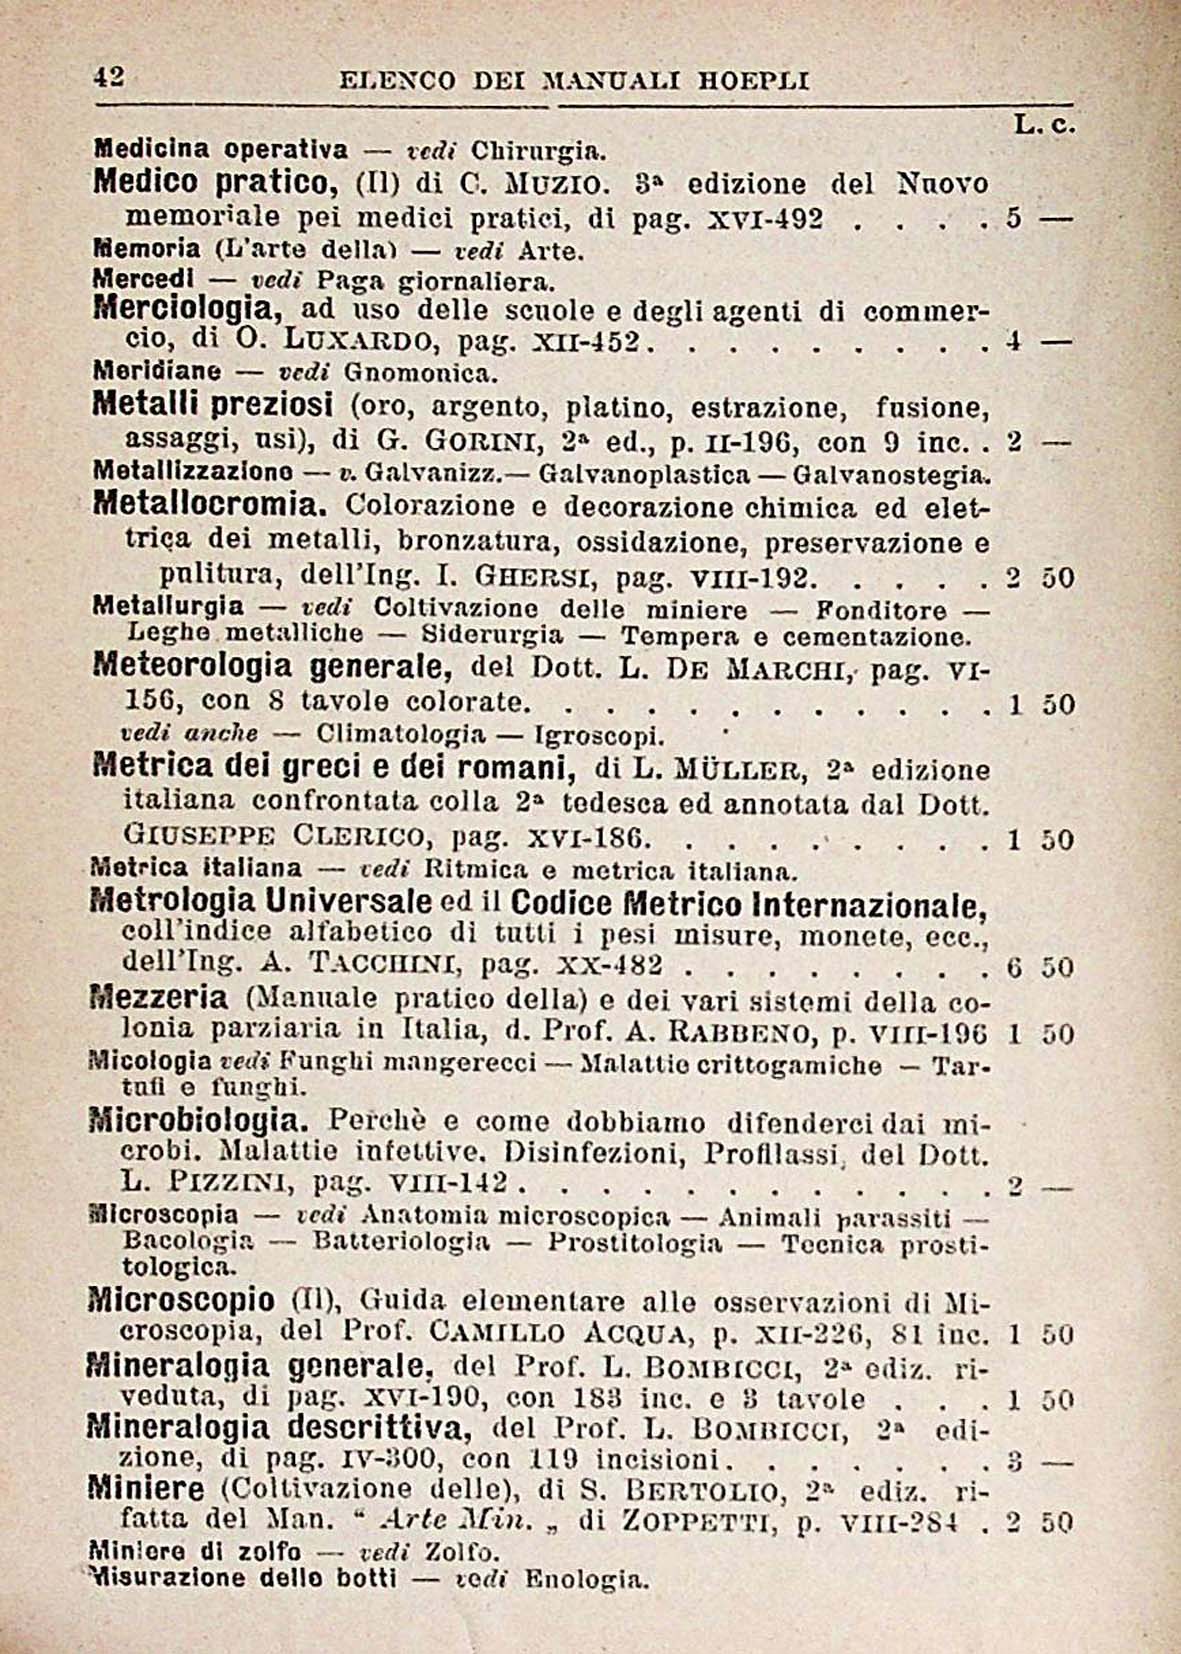 42 ELENCO DEI MANUALI HOEPLI
L. c.
Medicina operativa — vedi Chirurgia.
Medico pratico, (Il) di C. MUZIO. 3ª edizione del Nuovo
memoriale pei medici pratici, di pag. XVI-492 . . . . 5 —
Memoria (L'arte della) — vedi Arte.
Mercedi — vedi Paga giornaliera.
Merciologia, ad uso delle scuole e degli agenti di commer-
cio, di O. LUXARDO, pag. XII-452. . . . . . . . . 4 —
Meridiane — vedi Gnomonica.
Metalli preziosi (oro, argento, platino, estrazione, fusione,
assaggi, usi), di G. GORINI, 2ª ed., p. II-196, con 9 inc. . 2 —
Metallizzazione — v. Galvanizz.— Galvanoplastica — Galvanostegia.
Metallocromia. Colorazione e decorazione chimica ed elet-
trica dei metalli, bronzatura, ossidazione, preservazione e
pulitura, dell'Ing. I. GHERSI, pag. VIII-192. . . . . 2 50
Metallurgia — vedi Coltivazione delle miniere — Fonditore —
Leghe metalliche — Siderurgia — Tempera e cementazione.
Meteorologia generale, del Dott. L. DE MARCHI, pag. VI-
156, con 8 tavole colorate. . . . . . . . . . . . 1 50
vedi anche — Climatologia — Igroscopi.
Metrica dei greci e dei romani, di L. MÜLLER, 2ª edizione
italiana confrontata colla 2ª tedesca ed annotata dal Dott.
GIUSEPPE CLERICO, pag. XVI-186. . . . . . . . . 1 50
Metrica italiana — vedi Ritmica e metrica italiana.
Metrologia Universale ed il Codice Metrico Internazionale,
coll'indice alfabetico di tutti i pesi misure, monete, ecc.,
dell'Ing. A. TACCHINI, pag. XX-482 . . . . . . . . 6 50
Mezzeria (Manuale pratico della) e dei vari sistemi della co-
lonia parziaria in Italia, d. Prof. A. RABBENO, p. VIII-196 1 50
Micologia vedi Funghi mangerecci — Malattie crittogamiche — Tar-
tufi e funghi.
Microbiologia. Perchè e come dobbiamo difenderci dai mi-
crobi. Malattie infettive. Disinfezioni, Profilassi, del Dott.
L. PIZZINI, pag. VIII-142 . . . . . . . . . . . . 2 —
Microscopia — vedi Anatomia microscopica — Animali parassiti —
Bacologia — Batteriologia — Prostitologia — Tecnica prosti-
tologica.
Microscopio (Il), Guida elementare alle osservazioni di Mi-
croscopia, del Prof. CAMILLO ACQUA, p. XII-226, 81 inc. 1 50
Mineralogia generale, del Prof. L. BOMBICCI, 2ª ediz. ri-
veduta, di pag. XVI-190, con 183 inc. e 3 tavole . . . 1 50
Mineralogia descrittiva, del Prof. L. BOMBICCI, 2ª edi-
zione, di pag. IV-300, con 119 incisioni. . . . . . . 3 —
Miniere (Coltivazione delle), di S. BERTOLIO, 2ª ediz. ri-
fatta del Man. “ Arte Min. „ di ZOPPETTI, p. VIII-284 . 2 50
Miniere di zolfo — vedi Zolfo.
Misurazione delle botti — vedi Enologia.